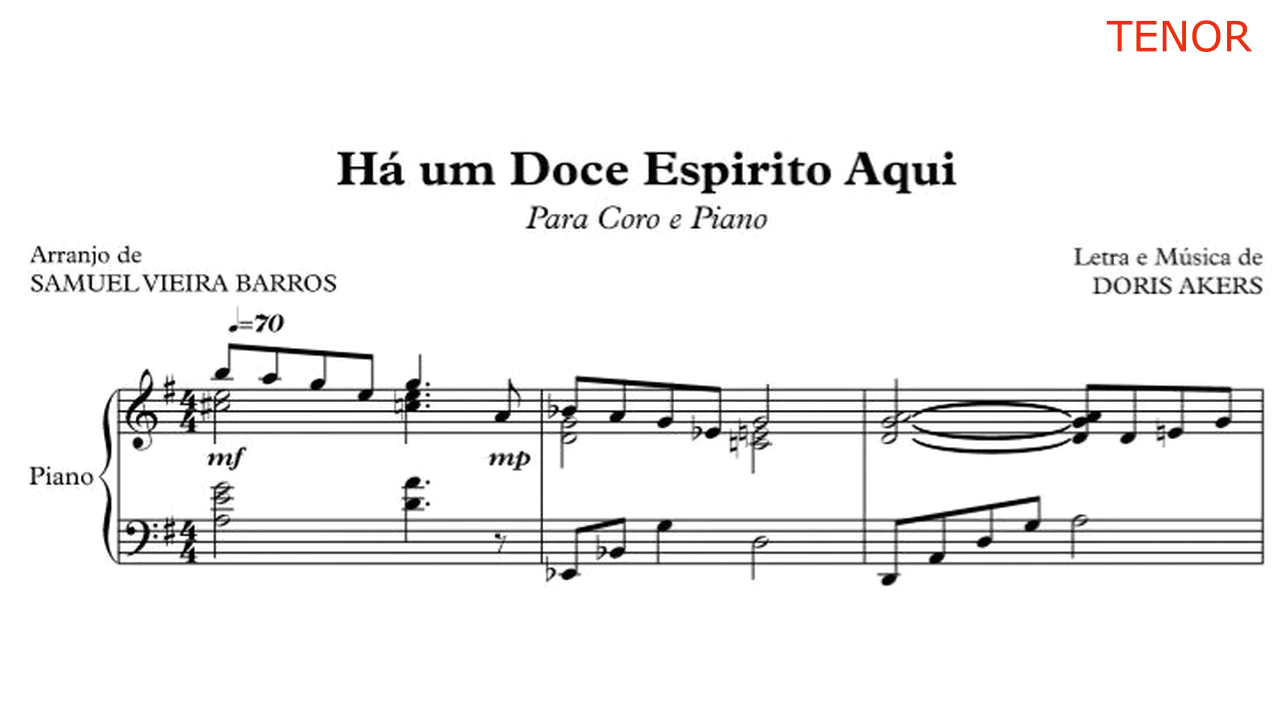 TENOR
Há um Doce Espirito Aqui
Para Coro e Piano
Arranjo de
SAMUEL VIEIRA BARROS
Letra e Música de
DORIS AKERS
♩=70
mf
mp
Piano